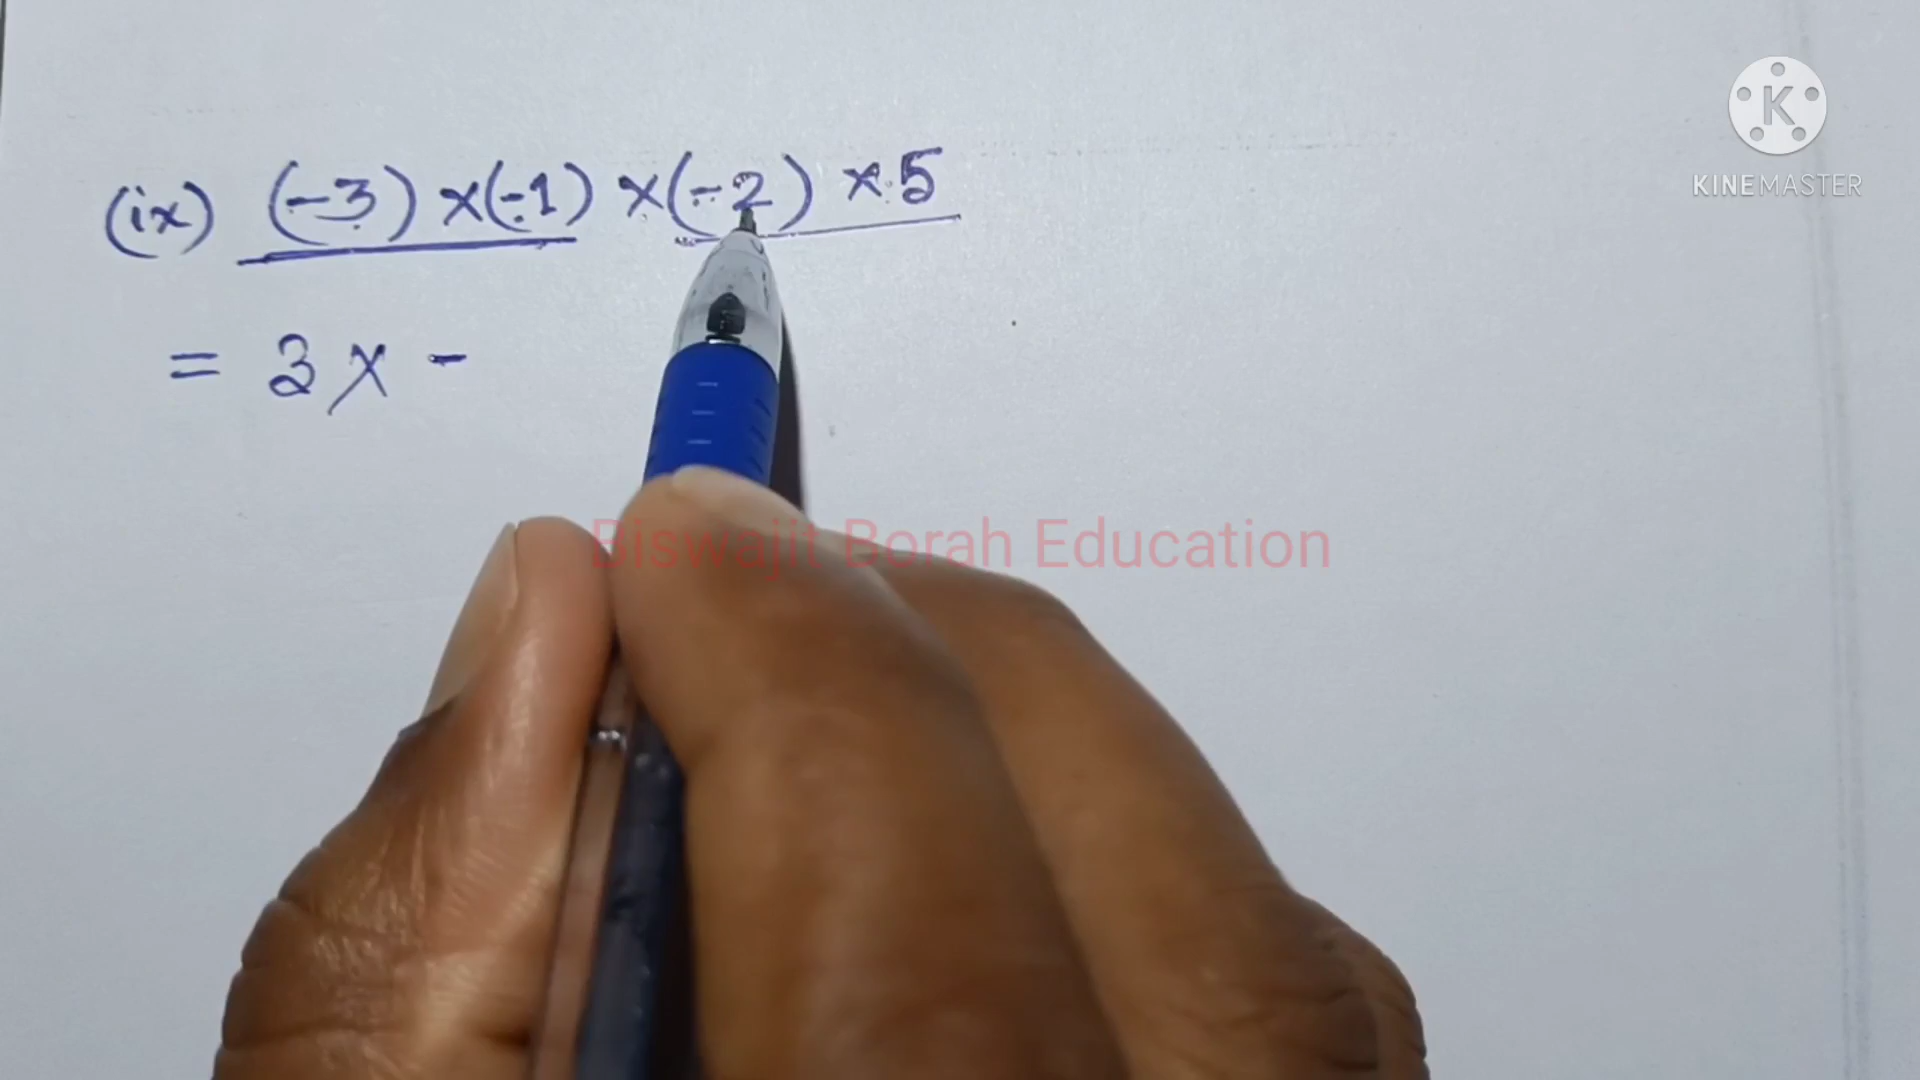 KINEMASTER
(ix) (-3) ×(-1) ×(-2) × 5
= 3 × -
Biswajit Borah Education